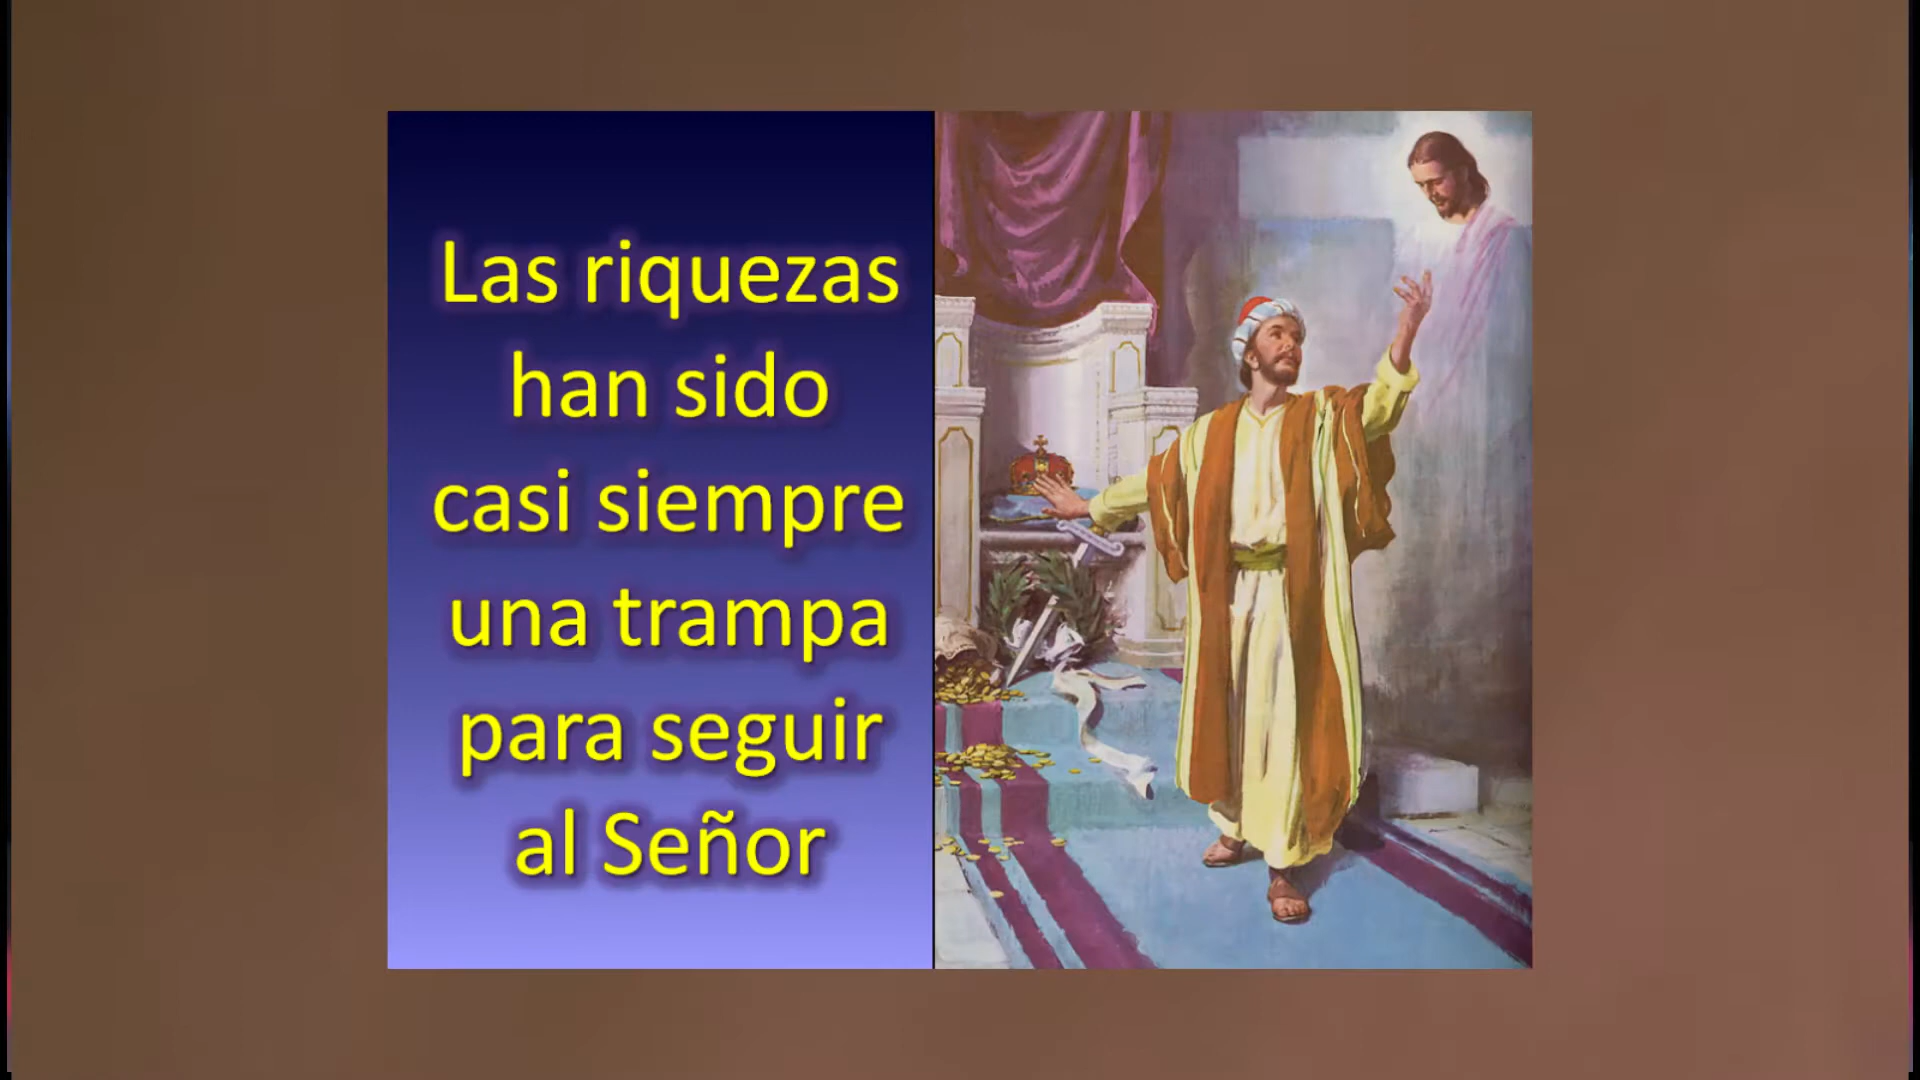 Las riquezas
han sido
casi siempre
una trampa
para seguir
al Señor